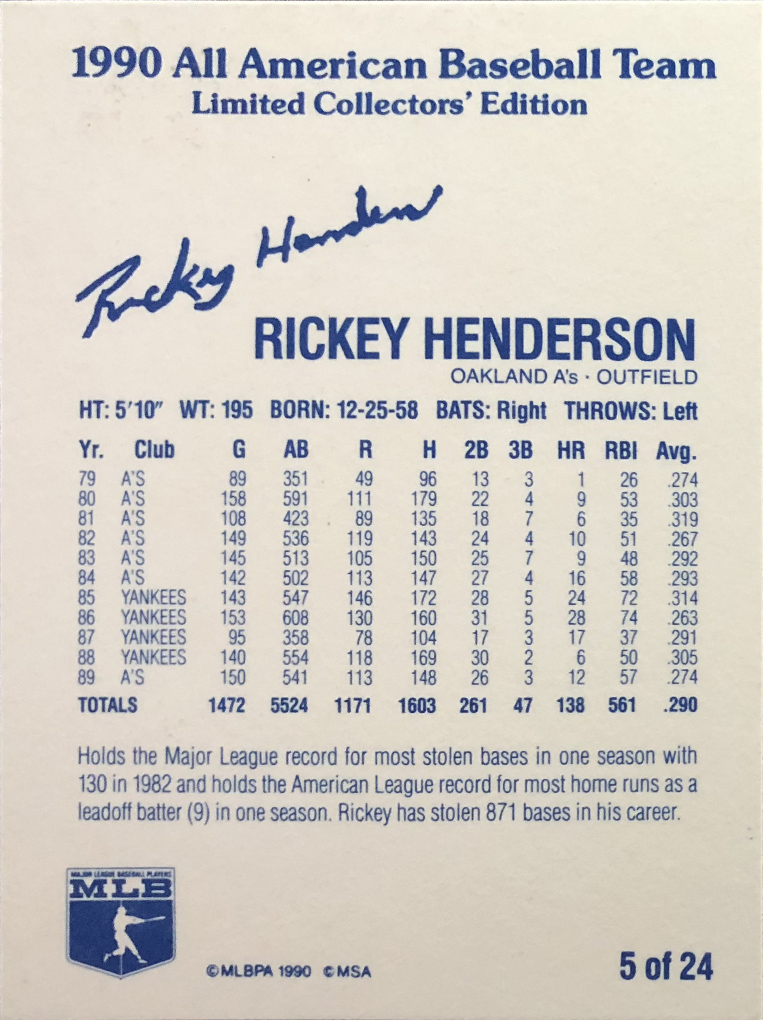 1990 All American Baseball Team
Limited Collectors' Edition
Rickey Henderson
RICKEY HENDERSON
OAKLAND A's · OUTFIELD
HT: 5'10" WT: 195 BORN: 12-25-58 BATS: Right THROWS: Left
Yr. Club G AB R H 2B 3B HR RBI Avg.
79 A'S 89 351 49 96 13 3 1 26 .274
80 A'S 158 591 111 179 22 4 9 53 .303
81 A'S 108 423 89 135 18 7 6 35 .319
82 A'S 149 536 119 143 24 4 10 51 .267
83 A'S 145 513 105 150 25 7 9 48 .292
84 A'S 142 502 113 147 27 4 16 58 .293
85 YANKEES 143 547 146 172 28 5 24 72 .314
86 YANKEES 153 608 130 160 31 5 28 74 .263
87 YANKEES 95 358 78 104 17 3 17 37 .291
88 YANKEES 140 554 118 169 30 2 6 50 .305
89 A'S 150 541 113 148 26 3 12 57 .274
TOTALS 1472 5524 1171 1603 261 47 138 561 .290
Holds the Major League record for most stolen bases in one season with
130 in 1982 and holds the American League record for most home runs as a
leadoff batter (9) in one season. Rickey has stolen 871 bases in his career.
MAJOR LEAGUE BASEBALL PLAYERS
MLB
©MLBPA 1990 ©MSA
5 of 24